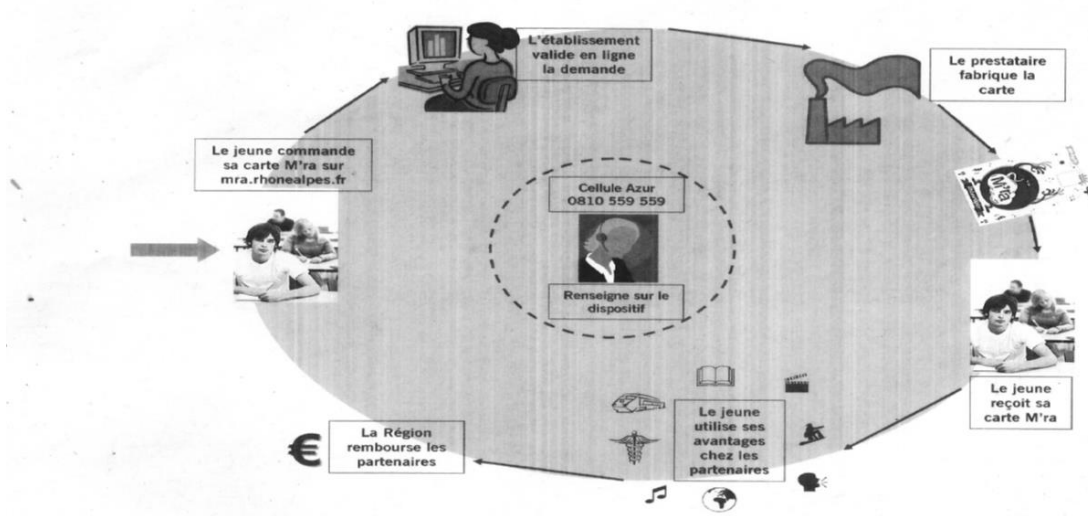 L'établissement
valide en ligne
la demande
Le prestataire
fabrique la
carte
Le jeune commande
sa carte M'ra sur
mra.rhonealpes.fr
M'ra
Cellule Azur
0810 559 559
Renseigne sur le
dispositif
Le jeune
reçoit sa
carte M'ra
Le jeune
utilise ses
avantages
chez les
partenaires
La Région
rembourse les
partenaires
€